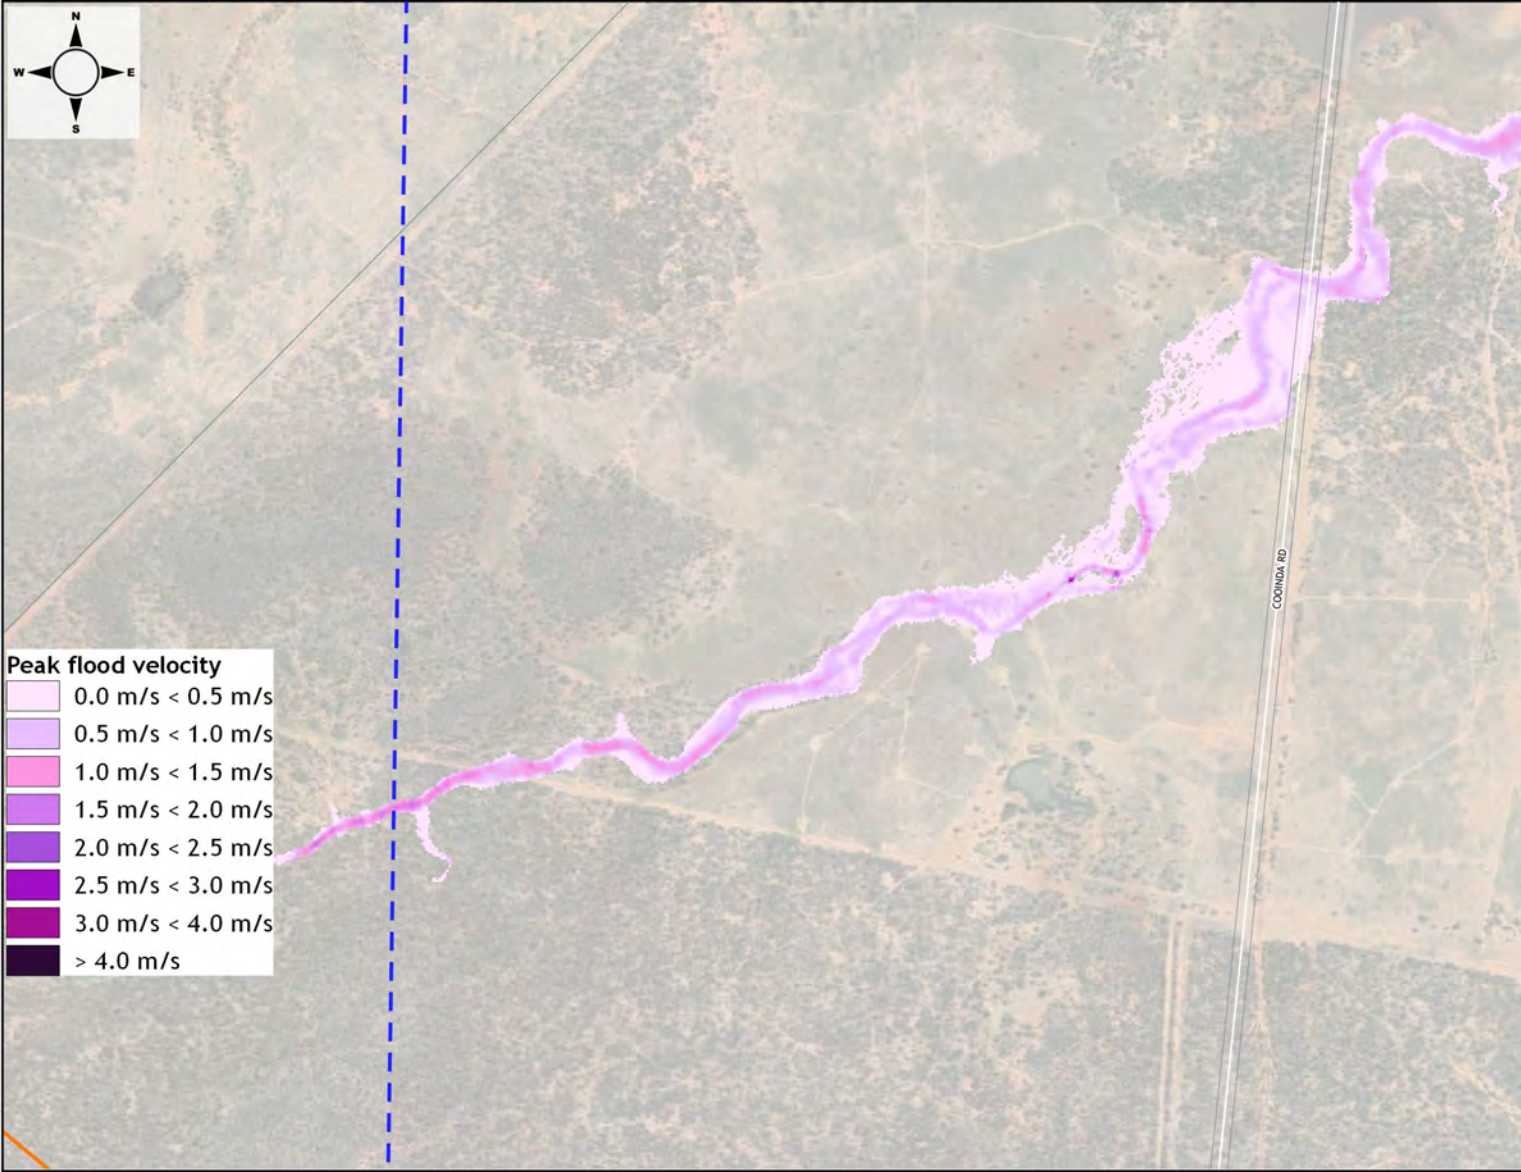 N
W E
S
COOINDA RD
Peak flood velocity
0.0 m/s < 0.5 m/s
0.5 m/s < 1.0 m/s
1.0 m/s < 1.5 m/s
1.5 m/s < 2.0 m/s
2.0 m/s < 2.5 m/s
2.5 m/s < 3.0 m/s
3.0 m/s < 4.0 m/s
> 4.0 m/s